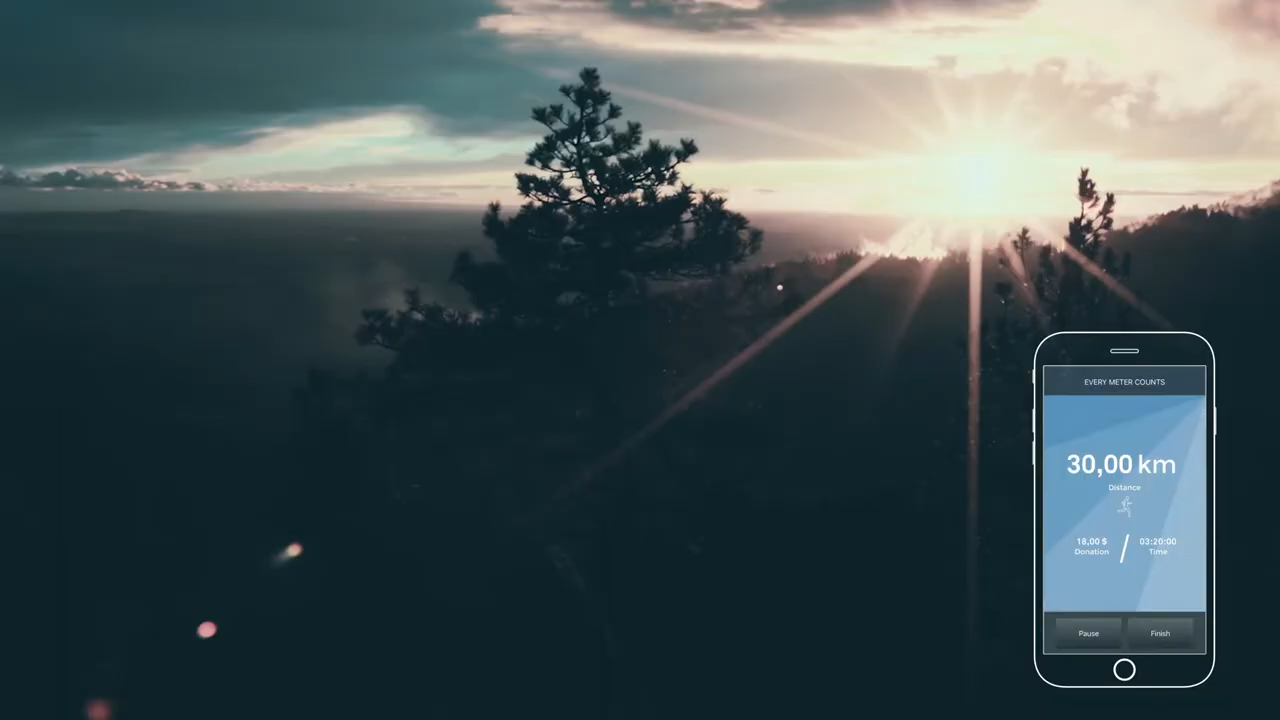 EVERY METER COUNTS
30,00 km
Distance
18,00 $
Donation
03:20:00
Time
Pause
Finish